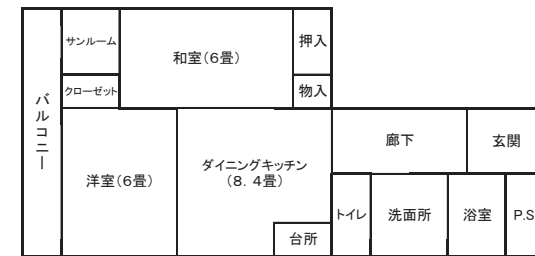 サンルーム
和室（6畳）
押入
クローゼット
物入
バルコニー
洋室（6畳）
ダイニングキッチン
（8．4畳）
廊下
玄関
台所
トイレ
洗面所
浴室
P.S